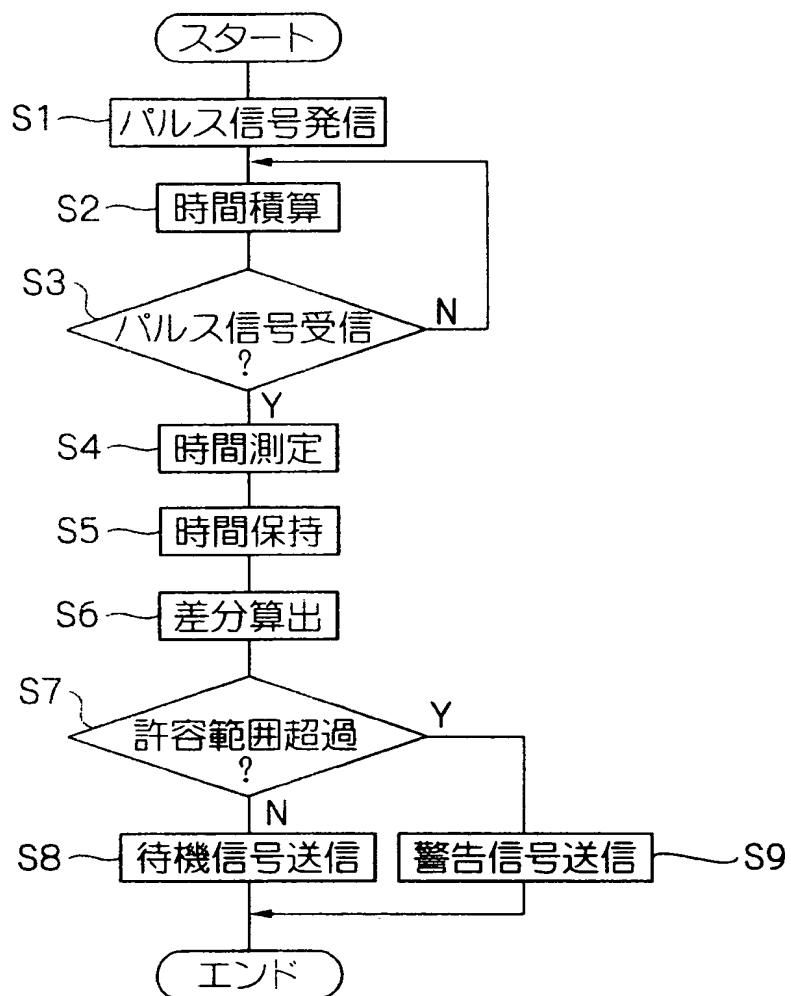 スタート
S1 パルス信号発信
S2 時間積算
S3
パルス信号受信 N
?
Y
S4 時間測定
S5 時間保持
S6 差分算出
S7
Y
許容範囲超過
?
N
S8 待機信号送信 警告信号送信 S9
エンド